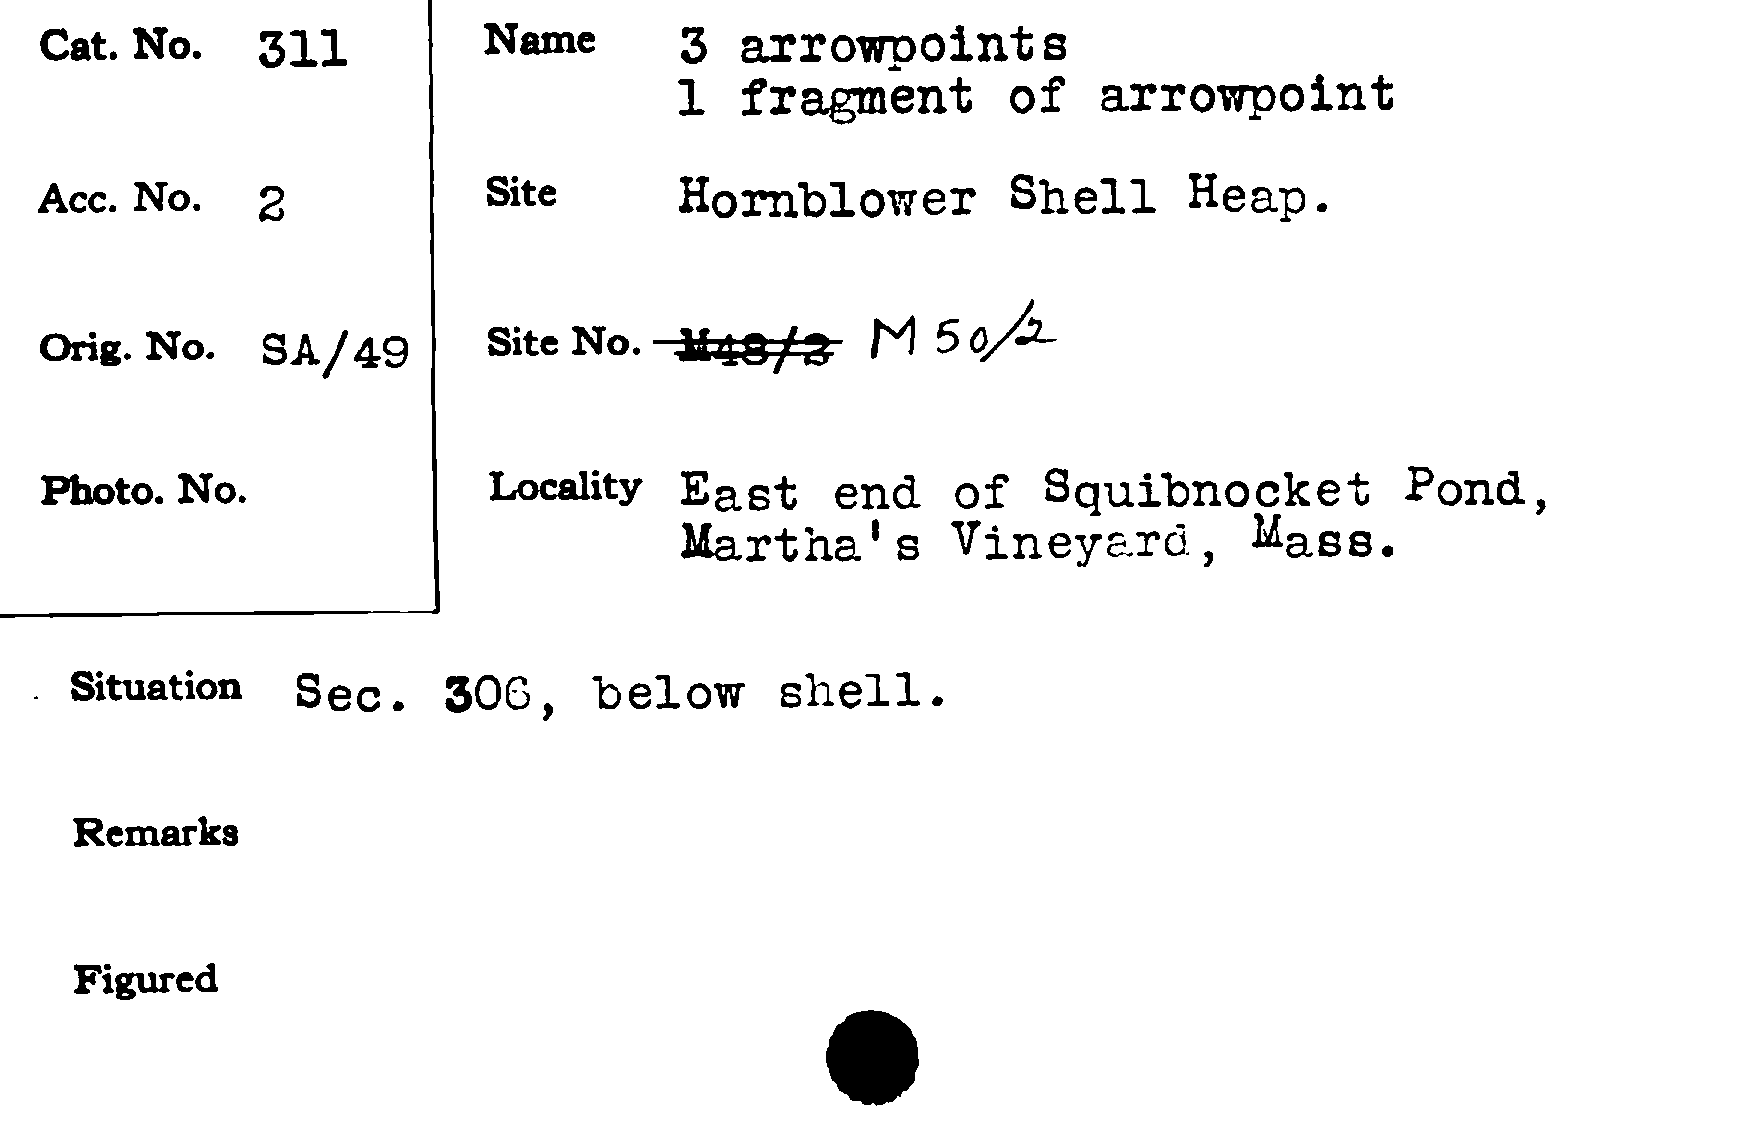 Cat. No. 311
Name 3 arrowpoints
1 fragment of arrowpoint
Acc. No. 2
Site Hornblower Shell Heap.
Orig. No. SA/49
Site No. M48/2 M 50/2
Photo. No.
Locality East end of Squibnocket Pond,
Martha's Vineyard, Mass.
Situation Sec. 306, below shell.
Remarks
Figured